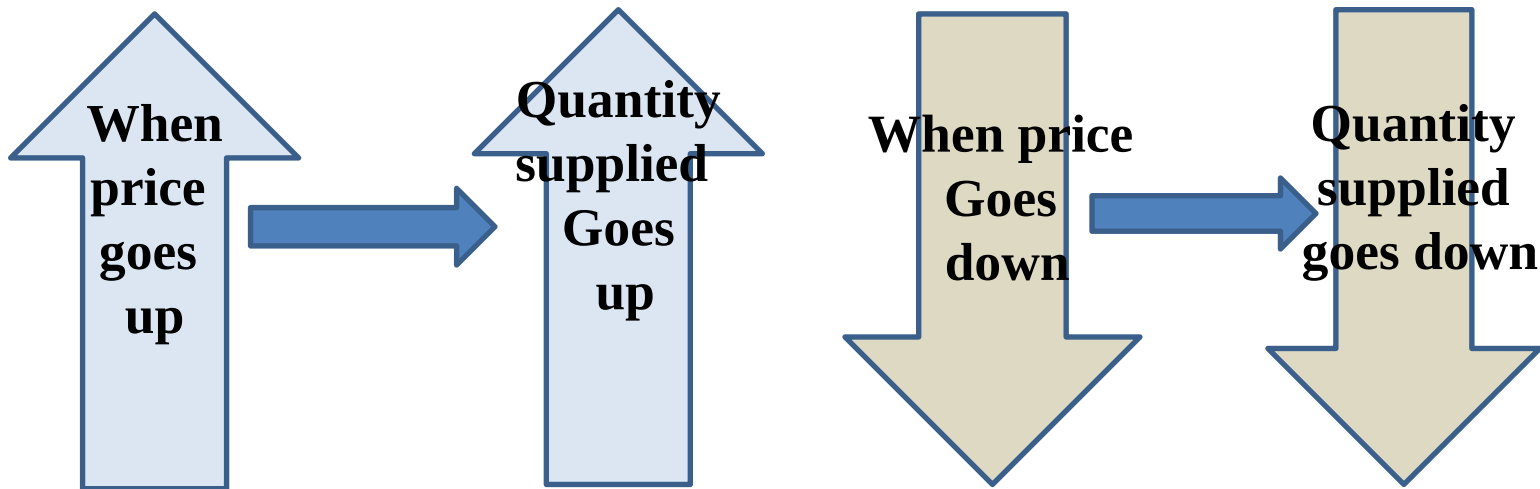 When
price
goes
up
Quantity
supplied
Goes
up
When price
Goes
down
Quantity
supplied
goes down